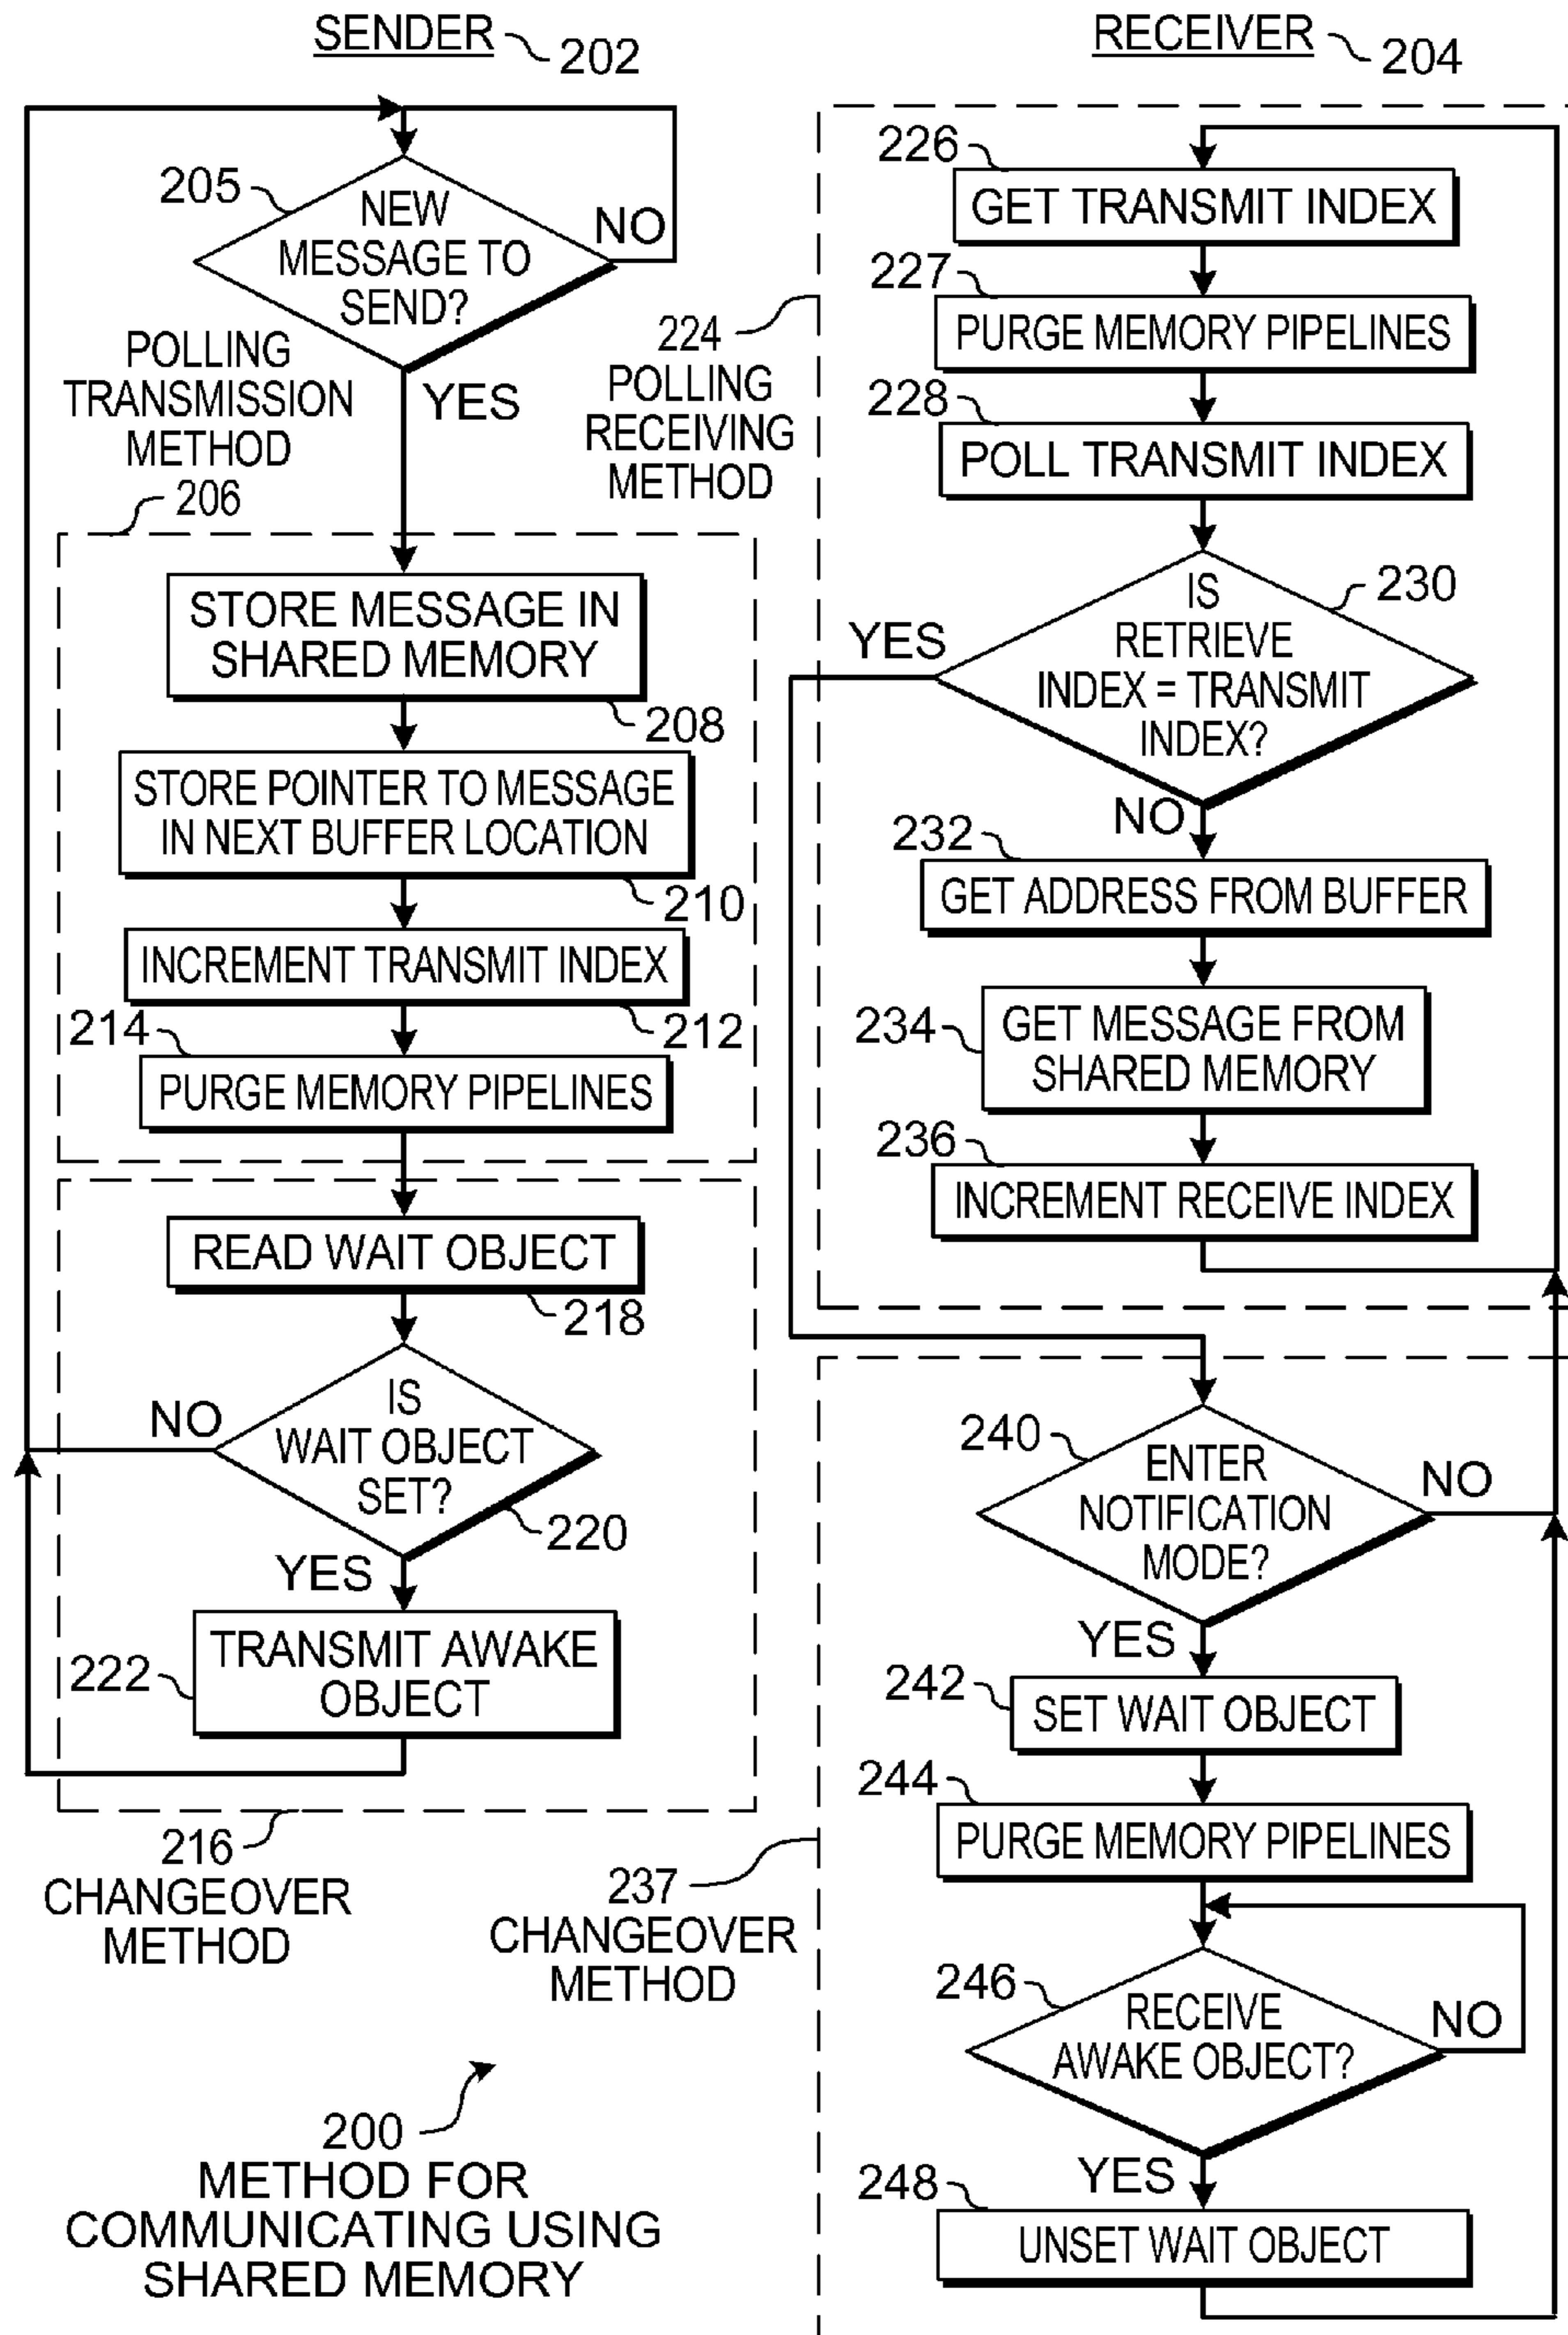 SENDER 202
205
NEW
MESSAGE TO
SEND?
NO
YES
POLLING
TRANSMISSION
METHOD
206
STORE MESSAGE IN
SHARED MEMORY
208
STORE POINTER TO MESSAGE
IN NEXT BUFFER LOCATION
210
INCREMENT TRANSMIT INDEX
212
214
PURGE MEMORY PIPELINES
READ WAIT OBJECT
218
IS
WAIT OBJECT
SET?
NO
220
YES
222
TRANSMIT AWAKE
OBJECT
216
CHANGEOVER
METHOD
RECEIVER 204
224
POLLING
RECEIVING
METHOD
226
GET TRANSMIT INDEX
227
PURGE MEMORY PIPELINES
228
POLL TRANSMIT INDEX
230
IS
RETRIEVE
INDEX = TRANSMIT
INDEX?
YES
NO
232
GET ADDRESS FROM BUFFER
234
GET MESSAGE FROM
SHARED MEMORY
236
INCREMENT RECEIVE INDEX
237
CHANGEOVER
METHOD
240
ENTER
NOTIFICATION
MODE?
NO
YES
242
SET WAIT OBJECT
244
PURGE MEMORY PIPELINES
246
RECEIVE
AWAKE OBJECT?
NO
YES
248
UNSET WAIT OBJECT
200
METHOD FOR
COMMUNICATING USING
SHARED MEMORY